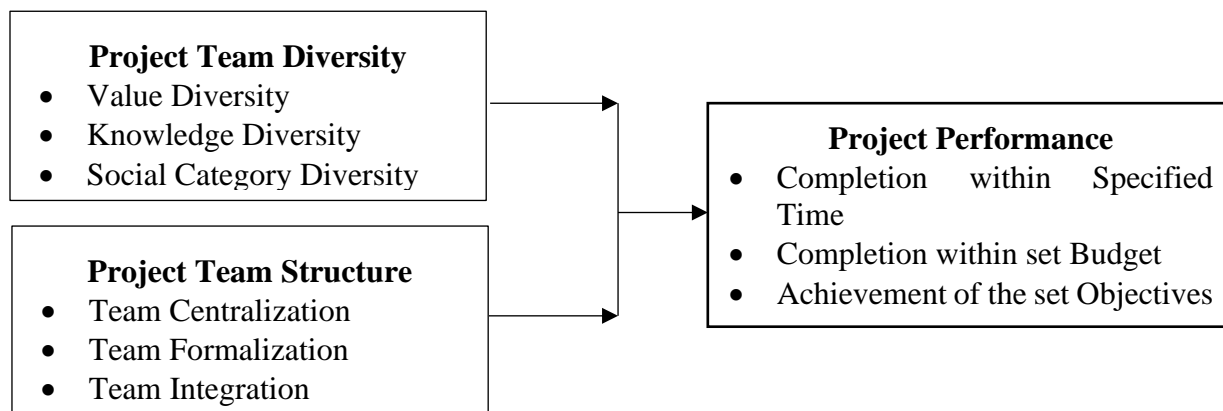 Project Team Diversity
• Value Diversity
• Knowledge Diversity
• Social Category Diversity
Project Team Structure
• Team Centralization
• Team Formalization
• Team Integration
Project Performance
• Completion within Specified
Time
• Completion within set Budget
• Achievement of the set Objectives